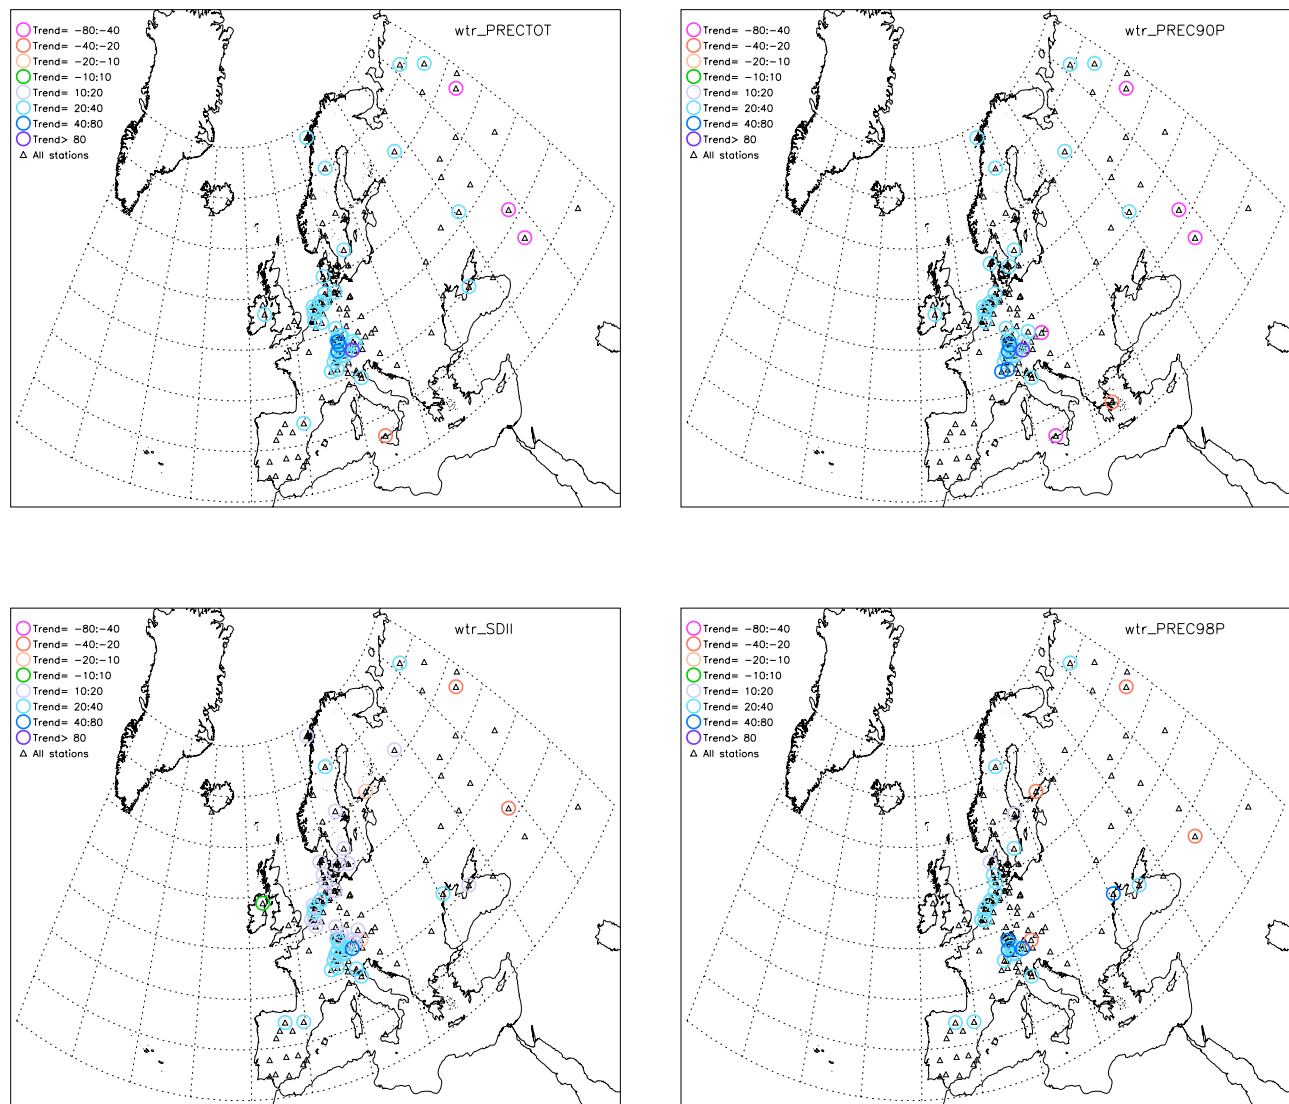 wtr_PRECTOT
Trend= -80:-40
Trend= -40:-20
Trend= -20:-10
Trend= -10:10
Trend= 10:20
Trend= 20:40
Trend= 40:80
Trend> 80
All stations
wtr_PREC90P
Trend= -80:-40
Trend= -40:-20
Trend= -20:-10
Trend= -10:10
Trend= 10:20
Trend= 20:40
Trend= 40:80
Trend> 80
All stations
wtr_SDII
Trend= -80:-40
Trend= -40:-20
Trend= -20:-10
Trend= -10:10
Trend= 10:20
Trend= 20:40
Trend= 40:80
Trend> 80
All stations
wtr_PREC98P
Trend= -80:-40
Trend= -40:-20
Trend= -20:-10
Trend= -10:10
Trend= 10:20
Trend= 20:40
Trend= 40:80
Trend> 80
All stations